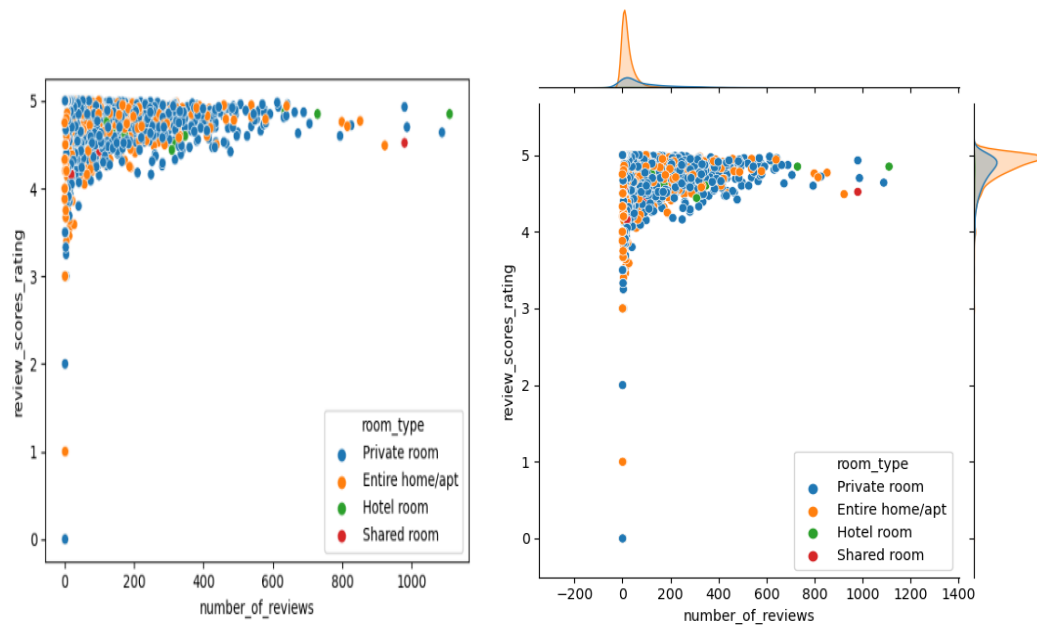 review_scores_rating
5
4
3
2
1
0
room_type
Private room
Entire home/apt
Hotel room
Shared room
0 200 400 600 800 1000
number_of_reviews
review_scores_rating
5
4
3
2
1
0
room_type
Private room
Entire home/apt
Hotel room
Shared room
−200 0 200 400 600 800 1000 1200 1400
number_of_reviews